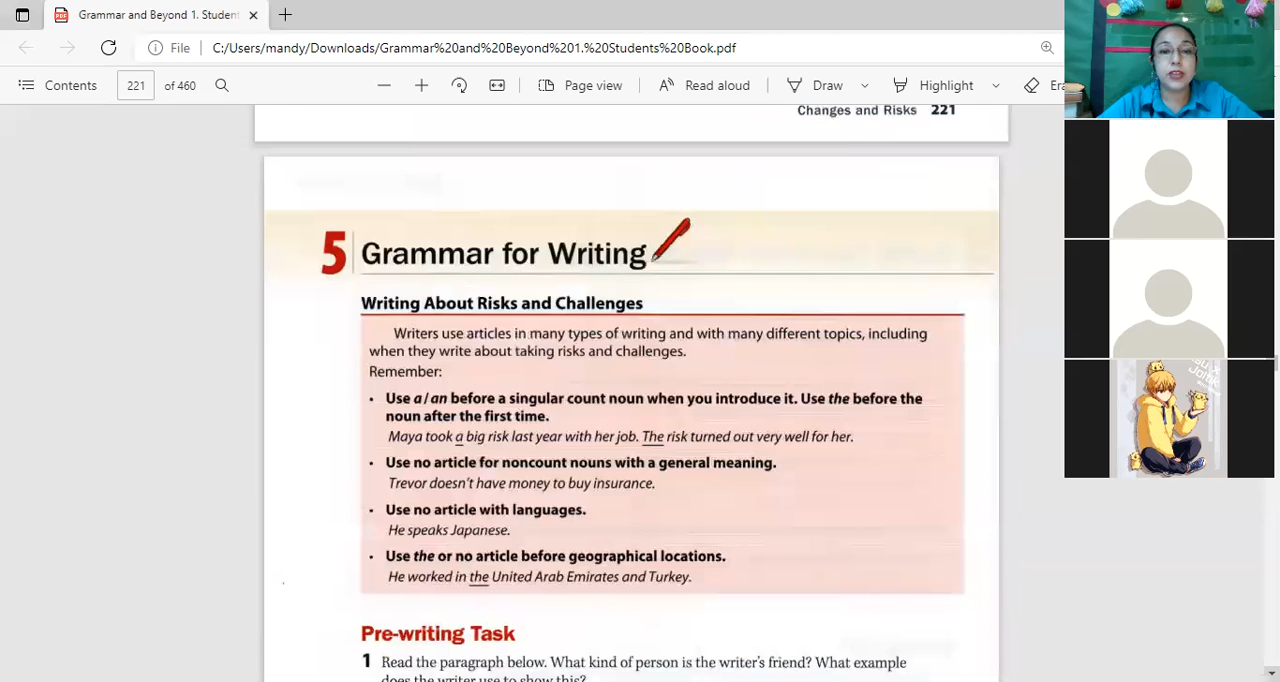 Grammar and Beyond 1. Student
File C:/Users/mandy/Downloads/Grammar%20and%20Beyond%201.%20Students%20Book.pdf
Contents 221 of 460 Page view Read aloud Draw Highlight Era
Changes and Risks 221
5 Grammar for Writing
Writing About Risks and Challenges
Writers use articles in many types of writing and with many different topics, including
when they write about taking risks and challenges.
Remember:
• Use a / an before a singular count noun when you introduce it. Use the before the
noun after the first time.
Maya took a big risk last year with her job. The risk turned out very well for her.
• Use no article for noncount nouns with a general meaning.
Trevor doesn't have money to buy insurance.
• Use no article with languages.
He speaks Japanese.
• Use the or no article before geographical locations.
He worked in the United Arab Emirates and Turkey.
Pre-writing Task
1 Read the paragraph below. What kind of person is the writer's friend? What example
does the writer use to show this?